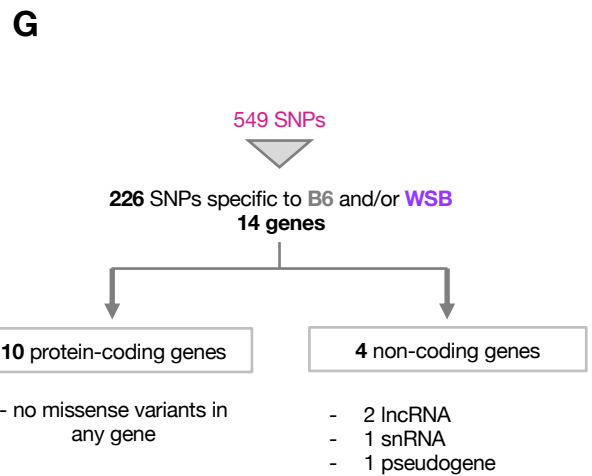 G
549 SNPs
226 SNPs specific to B6 and/or WSB
14 genes
10 protein-coding genes
4 non-coding genes
- no missense variants in
any gene
- 2 lncRNA
- 1 snRNA
- 1 pseudogene